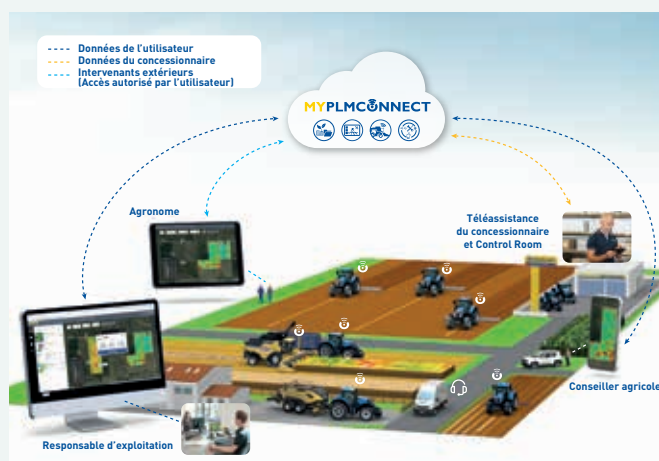 Données de l'utilisateur
Données du concessionnaire
Intervenants extérieurs
(Accès autorisé par l'utilisateur)
MYPLMCONNECT
Agronome
Téléassistance
du concessionnaire
et Control Room
Conseiller agricole
Responsable d'exploitation